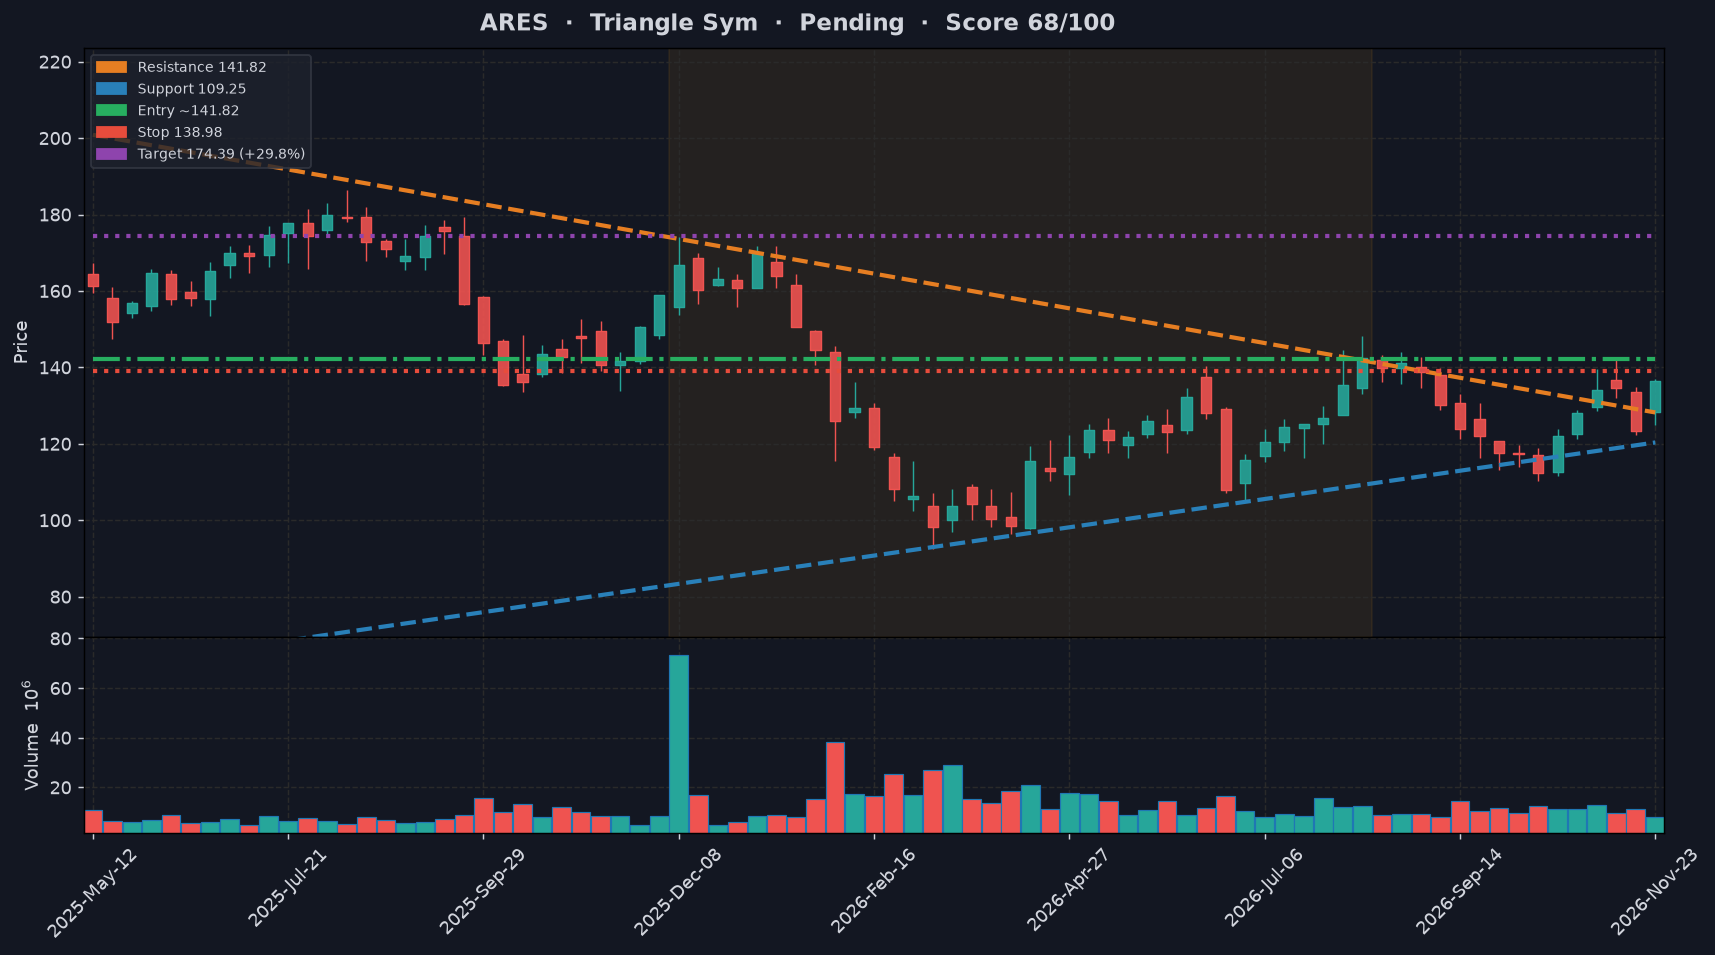 ARES · Triangle Sym · Pending · Score 68/100
Resistance 141.82
Support 109.25
Entry ~141.82
Stop 138.98
Target 174.39 (+29.8%)
220
200
180
160
140
120
100
80
Price
80
60
40
20
Volume 10⁶
2025-May-12
2025-Jul-21
2025-Sep-29
2025-Dec-08
2026-Feb-16
2026-Apr-27
2026-Jul-06
2026-Sep-14
2026-Nov-23